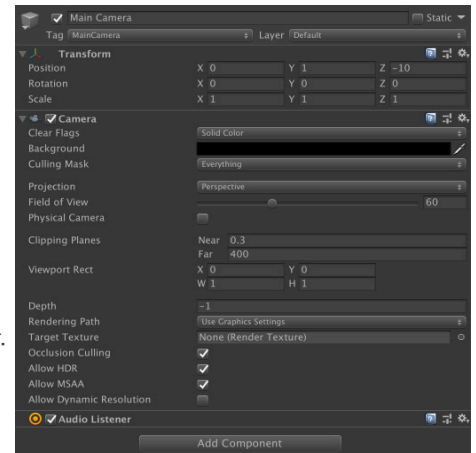 Main Camera Static
Tag MainCamera Layer Default
Transform
Position X 0 Y 1 Z -10
Rotation X 0 Y 0 Z 0
Scale X 1 Y 1 Z 1
Camera
Clear Flags Solid Color
Background
Culling Mask Everything
Projection Perspective
Field of View 60
Physical Camera
Clipping Planes Near 0.3
Far 400
Viewport Rect X 0 Y 0
W 1 H 1
Depth -1
Rendering Path Use Graphics Settings
Target Texture None (Render Texture)
Occlusion Culling
Allow HDR
Allow MSAA
Allow Dynamic Resolution
Audio Listener
Add Component